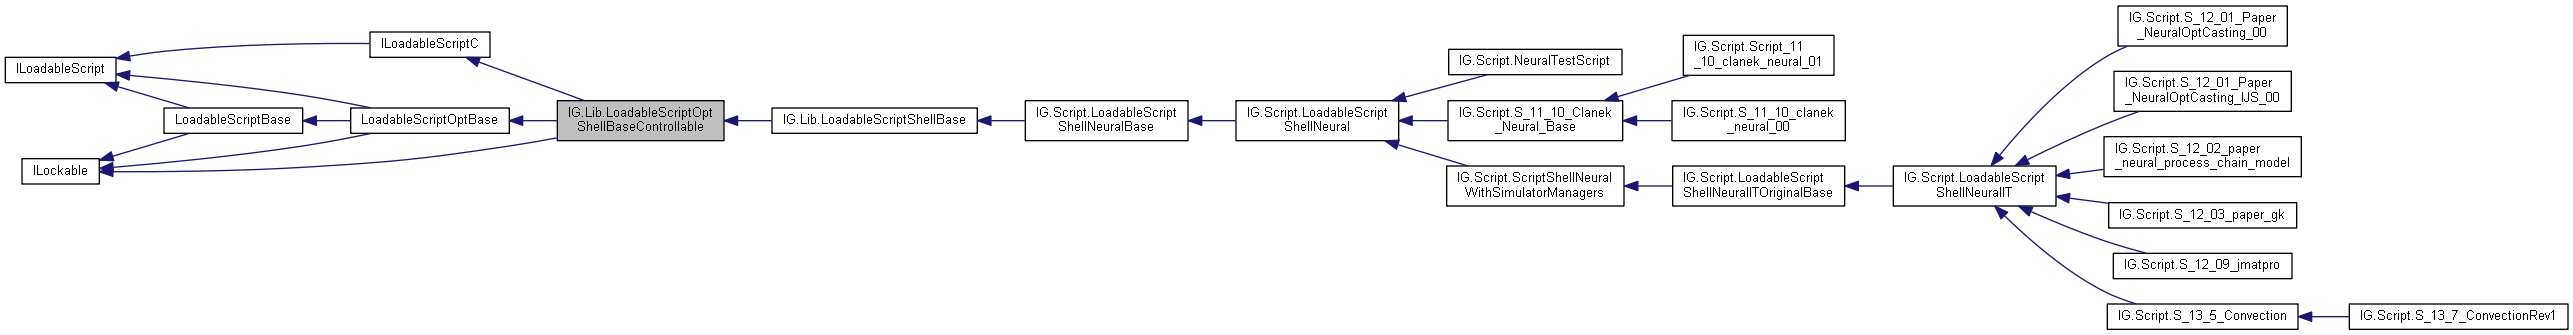 ILoadableScript
ILockable
ILoadableScriptC
LoadableScriptBase
LoadableScriptOptBase
IG.Lib.LoadableScriptOpt
ShellBaseControllable
IG.Lib.LoadableScriptShellBase
IG.Script.LoadableScript
ShellNeuralBase
IG.Script.LoadableScript
ShellNeural
IG.Script.NeuralTestScript
IG.Script.S_11_10_Clanek
_Neural_Base
IG.Script.ScriptShellNeural
WithSimulatorManagers
IG.Script.Script_11
_10_clanek_neural_01
IG.Script.S_11_10_clanek
_neural_00
IG.Script.LoadableScript
ShellNeuralITOriginalBase
IG.Script.LoadableScript
ShellNeuralIT
IG.Script.S_12_01_Paper
_NeuralOptCasting_00
IG.Script.S_12_01_Paper
_NeuralOptCasting_IJS_00
IG.Script.S_12_02_paper
_neural_process_chain_model
IG.Script.S_12_03_paper_gk
IG.Script.S_12_09_jmatpro
IG.Script.S_13_5_Convection
IG.Script.S_13_7_ConvectionRev1